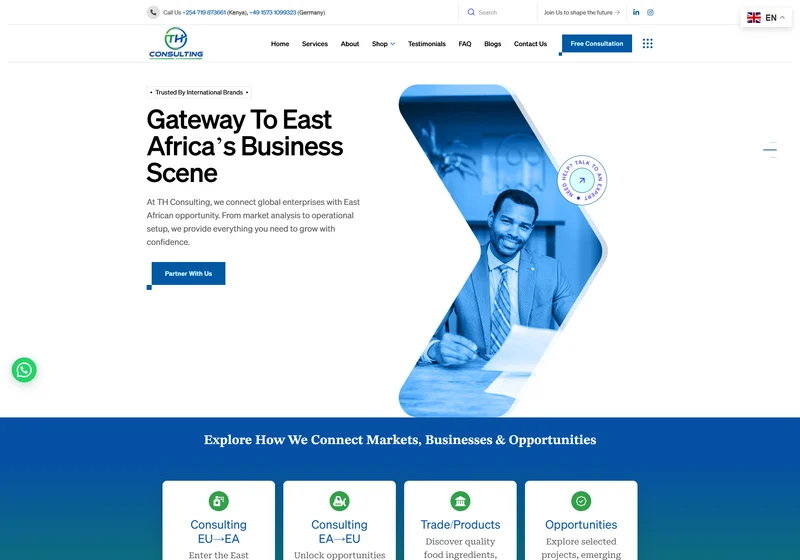 Call Us +254 719 873661 (Kenya), +49 1573 1099323 (Germany)
Search
Join Us to shape the future →
EN
TH
CONSULTING
Home
Services
About
Shop
Testimonials
FAQ
Blogs
Contact Us
Free Consultation
• Trusted By International Brands •
Gateway To East
Africa’s Business
Scene
NEED HELP? TALK TO AN EXPERT
At TH Consulting, we connect global enterprises with East
African opportunity. From market analysis to operational
setup, we provide everything you need to grow with
confidence.
Partner With Us
Explore How We Connect Markets, Businesses & Opportunities
Consulting
EU→EA
Enter the East
Consulting
EA→EU
Unlock opportunities
Trade/Products
Discover quality
food ingredients,
Opportunities
Explore selected
projects, emerging